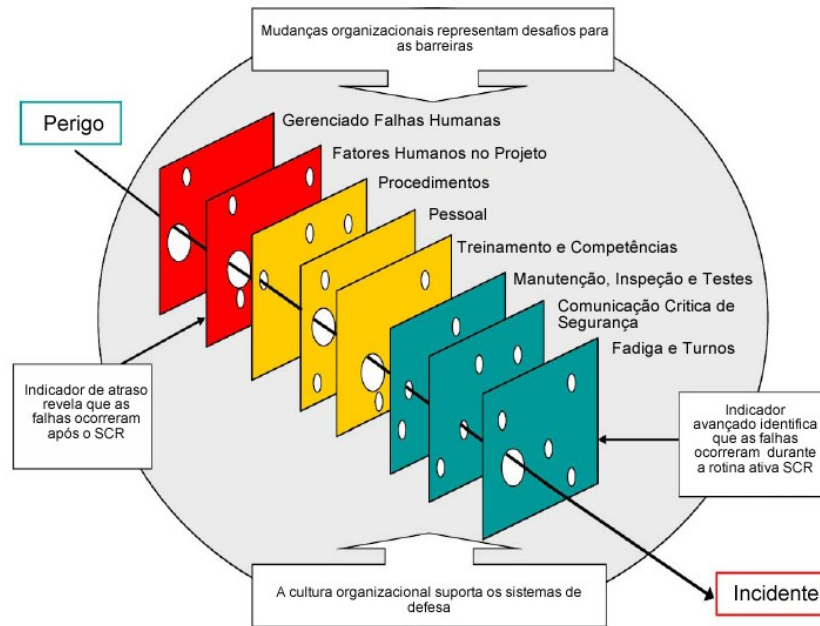 Mudanças organizacionais representam desafios para
as barreiras
Perigo
Gerenciado Falhas Humanas
Fatores Humanos no Projeto
Procedimentos
Pessoal
Treinamento e Competências
Manutenção, Inspeção e Testes
Comunicação Critica de
Segurança
Fadiga e Turnos
Indicador de atraso
revela que as
falhas ocorreram
após o SCR
Indicador
avançado identifica
que as falhas
ocorreram durante
a rotina ativa SCR
A cultura organizacional suporta os sistemas de
defesa
Incidente